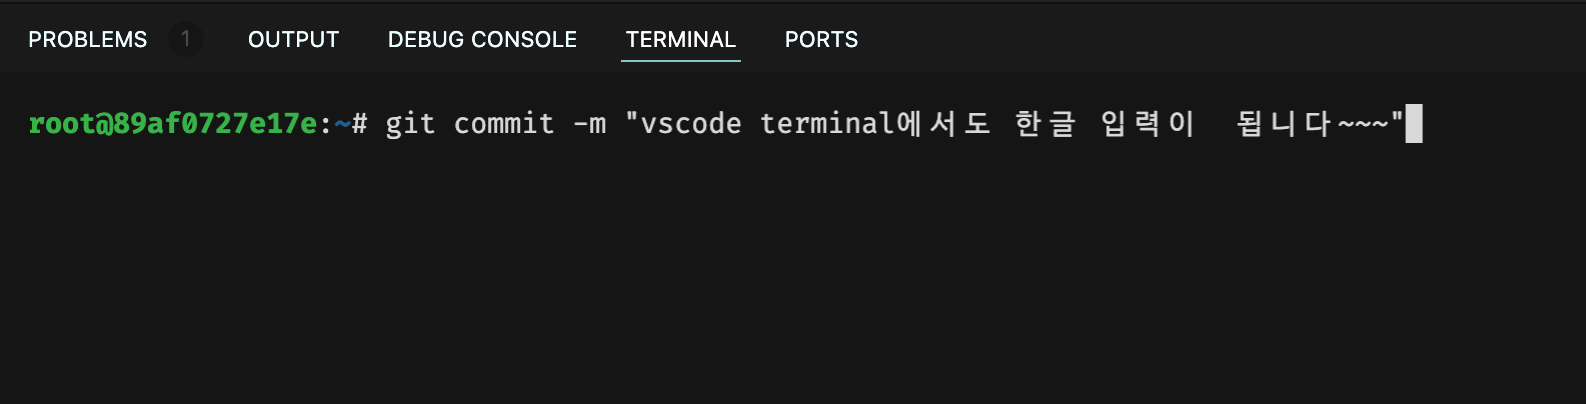 PROBLEMS 1 OUTPUT DEBUG CONSOLE TERMINAL PORTS
root@89af0727e17e:~# git commit -m "vscode terminal에서도 한글 입력이  됩니다~~~"